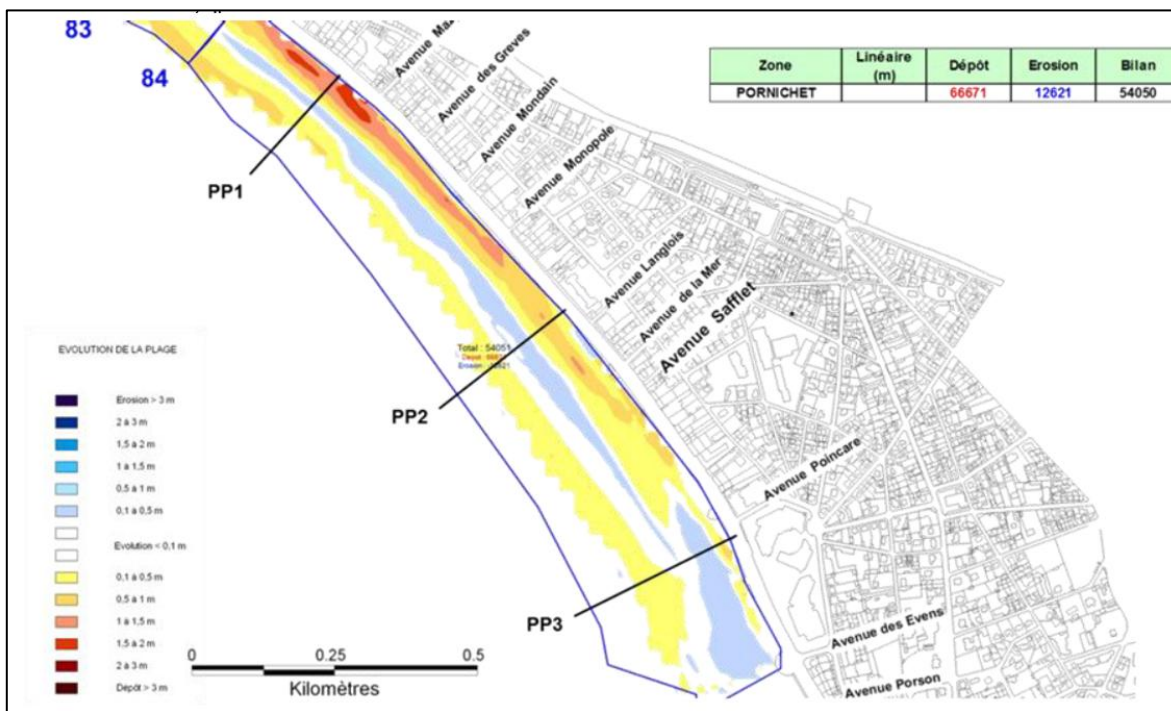 83
84
Avenue des Greves
Avenue Mondain
Avenue Monopole
Avenue Langlois
Avenue de la Mer
Avenue Safflet
Avenue Poincare
Avenue des Evens
Avenue Porson
Zone Linéaire (m) Dépôt Erosion Bilan
PORNICHET 66671 12621 54050
PP1
Total : 54051
PP2
PP3
EVOLUTION DE LA PLAGE
Erosion > 3 m
2 à 3 m
1,5 à 2 m
1 à 1,5 m
0,5 à 1 m
0,1 à 0,5 m
Evolution < 0,1 m
0,1 à 0,5 m
0,5 à 1 m
1 à 1,5 m
1,5 à 2 m
2 à 3 m
Depôt > 3 m
0 0.25 0.5
Kilomètres